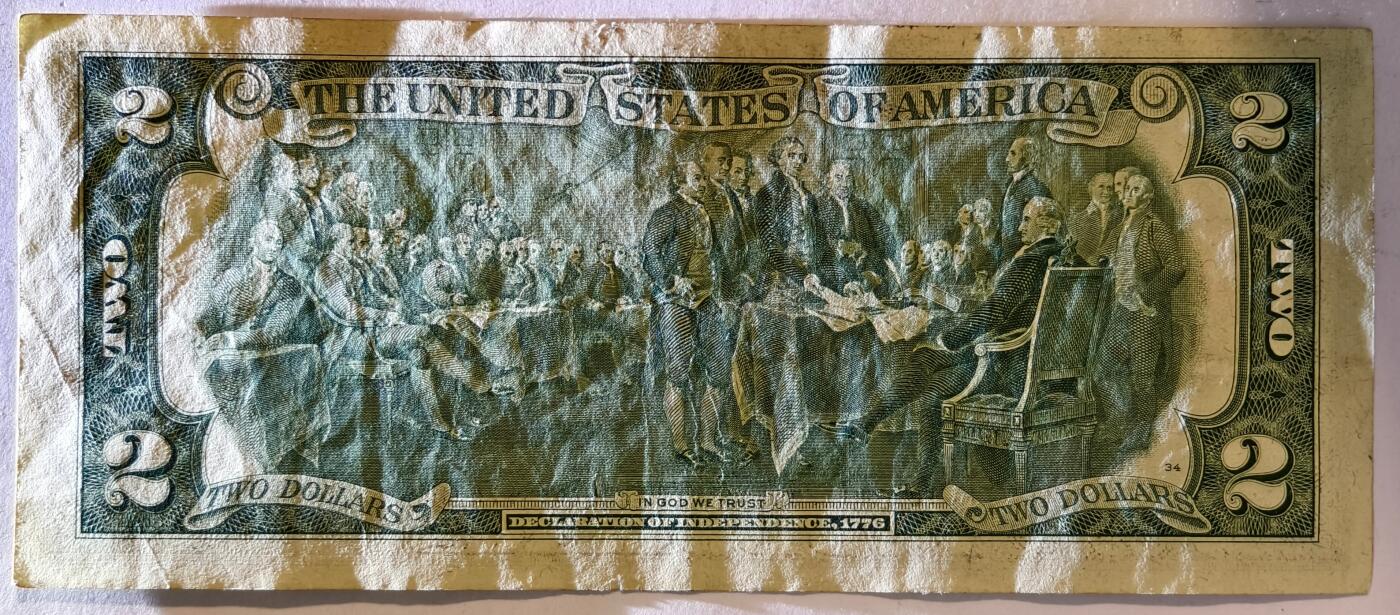 THE UNITED STATES OF AMERICA
2
2
TWO
TWO
34
2
2
TWO DOLLARS
IN GOD WE TRUST
TWO DOLLARS
DECLARATION OF INDEPENDENCE, 1776